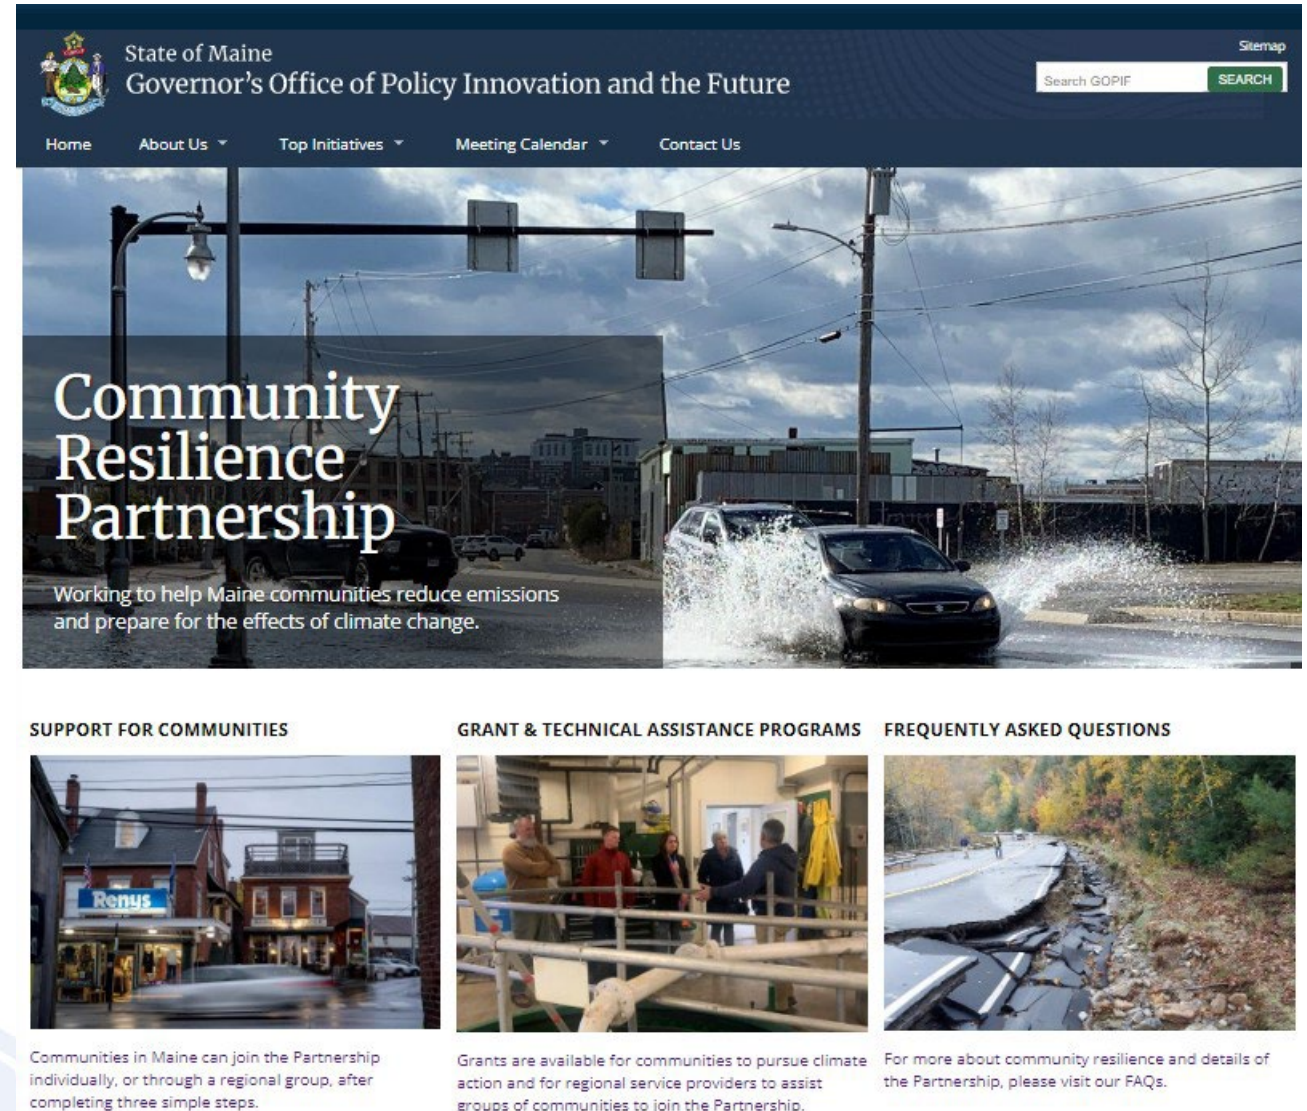 State of Maine
Governor's Office of Policy Innovation and the Future
Sitemap
Search GOPIF
SEARCH
Home
About Us
Top Initiatives
Meeting Calendar
Contact Us
Community
Resilience
Partnership
Working to help Maine communities reduce emissions
and prepare for the effects of climate change.
SUPPORT FOR COMMUNITIES
Renys
Communities in Maine can join the Partnership
individually, or through a regional group, after
completing three simple steps.
GRANT & TECHNICAL ASSISTANCE PROGRAMS
Grants are available for communities to pursue climate
action and for regional service providers to assist
groups of communities to join the Partnership.
FREQUENTLY ASKED QUESTIONS
For more about community resilience and details of
the Partnership, please visit our FAQs.